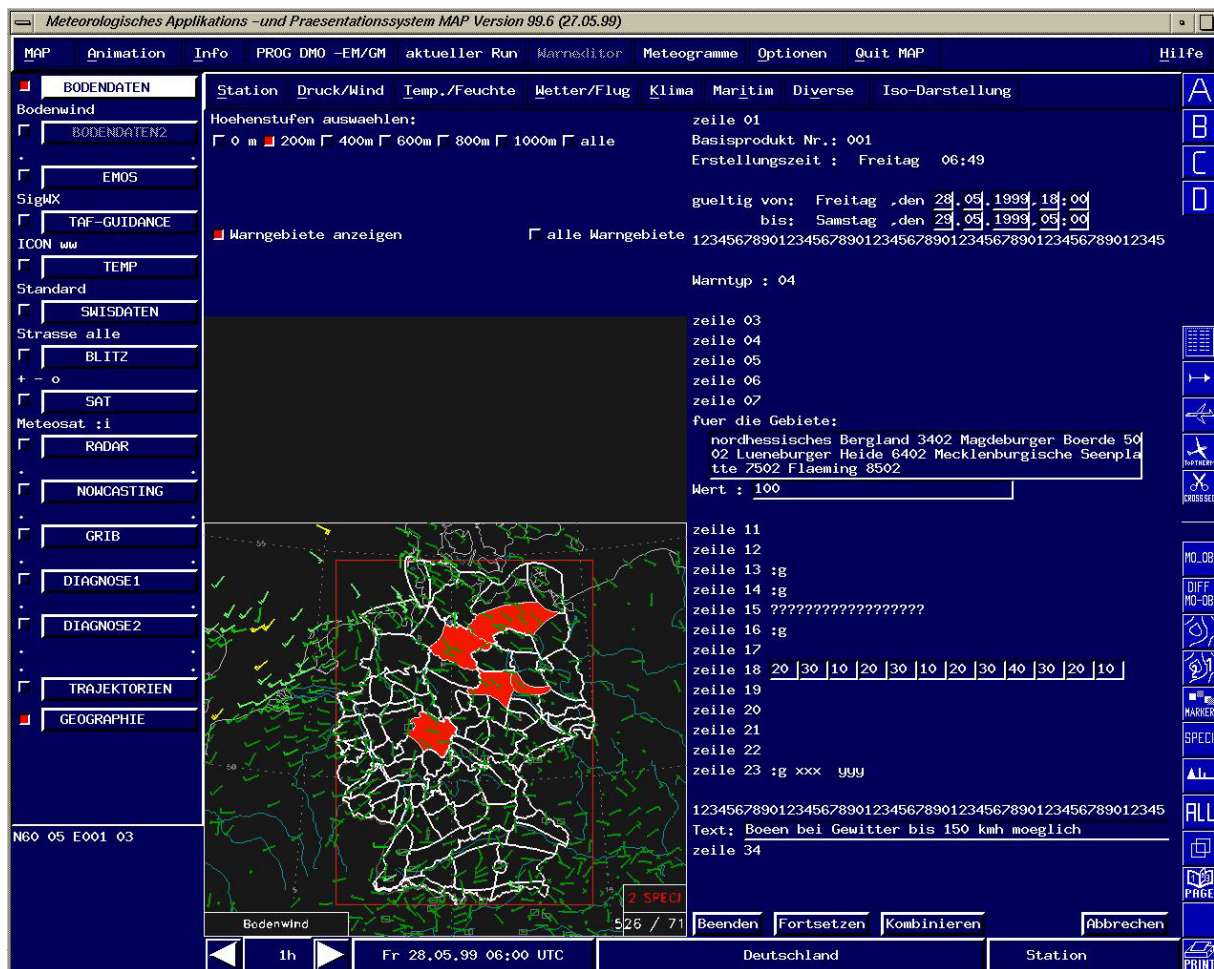 Meteorologisches Applikations -und Praesentationssystem MAP Version 99.6 (27.05.99)
MAP Animation Info PROG DMO -EM/GM aktueller Run Warneditor Meteogramme Optionen Quit MAP Hilfe
BODENDATEN
Bodenwind
BODENDATEN2
. .
EMOS
SigWX
TAF-GUIDANCE
ICON ww
TEMP
Standard
SWISDATEN
Strasse alle
BLITZ
+ - o
SAT
Meteosat :i
RADAR
. .
NOWCASTING
.
GRIB
.
DIAGNOSE1
. .
DIAGNOSE2
. .
. .
TRAJEKTORIEN
GEOGRAPHIE
N60 05 E001 03
Station Druck/Wind Temp./Feuchte Wetter/Flug Klima Maritim Diverse Iso-Darstellung
Hoehenstufen auswaehlen:
0 m 200m 400m 600m 800m 1000m alle
Warngebiete anzeigen alle Warngebiete
zeile 01
Basisprodukt Nr.: 001
Erstellungszeit : Freitag 06:49
gueltig von: Freitag ,den 28.05.1999,18:00
bis: Samstag ,den 29.05.1999,05:00
123456789012345678901234567890123456789012345
Warntyp : 04
zeile 03
zeile 04
zeile 05
zeile 06
zeile 07
fuer die Gebiete:
nordhessisches Bergland 3402 Magdeburger Boerde 50
02 Lueneburger Heide 6402 Mecklenburgische Seenpla
tte 7502 Flaeming 8502
Wert : 100
zeile 11
zeile 12
zeile 13 :g
zeile 14 :g
zeile 15 ??????????????????
zeile 16 :g
zeile 17
zeile 18 20 30 10 20 30 10 20 30 40 30 20 10
zeile 19
zeile 20
zeile 21
zeile 22
zeile 23 :g xxx yyy
123456789012345678901234567890123456789012345
Text: Boeen bei Gewitter bis 150 kmh moeglich
zeile 34
Beenden Fortsetzen Kombinieren Abbrechen
55
50
5
15
2 SPECI
Bodenwind
526 / 71
1h Fr 28.05.99 06:00 UTC Deutschland Station
A
B
C
D
TOPTHERM
CROSSSEC
MO_OB
DIFF
MO-OB
MARKER
SPECI
ALL
PAGE
PRINT